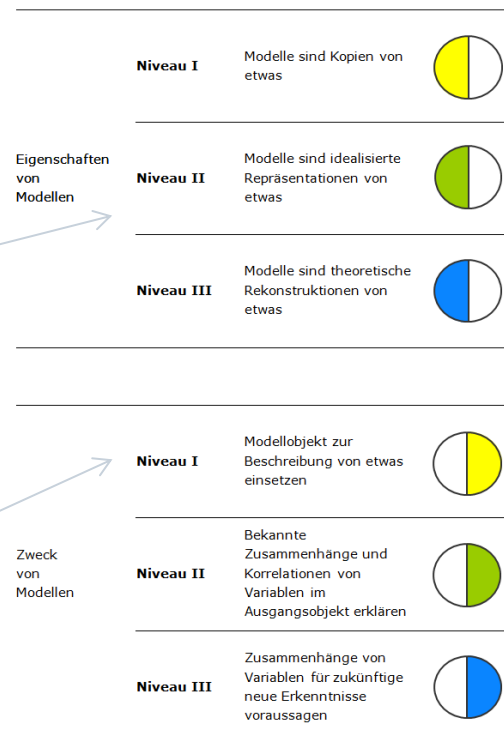 Niveau I
Modelle sind Kopien von
etwas
Eigenschaften
von
Modellen
Niveau II
Modelle sind idealisierte
Repräsentationen von
etwas
Niveau III
Modelle sind theoretische
Rekonstruktionen von
etwas
Niveau I
Modellobjekt zur
Beschreibung von etwas
einsetzen
Zweck
von
Modellen
Niveau II
Bekannte
Zusammenhänge und
Korrelationen von
Variablen im
Ausgangsobjekt erklären
Niveau III
Zusammenhänge von
Variablen für zukünftige
neue Erkenntnisse
voraussagen